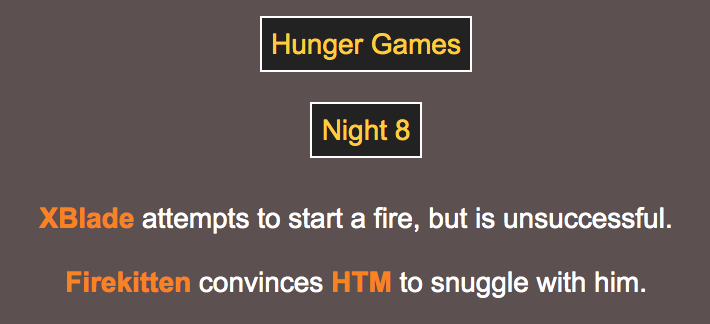 Hunger Games
Night 8
XBlade attempts to start a fire, but is unsuccessful.
Firekitten convinces HTM to snuggle with him.